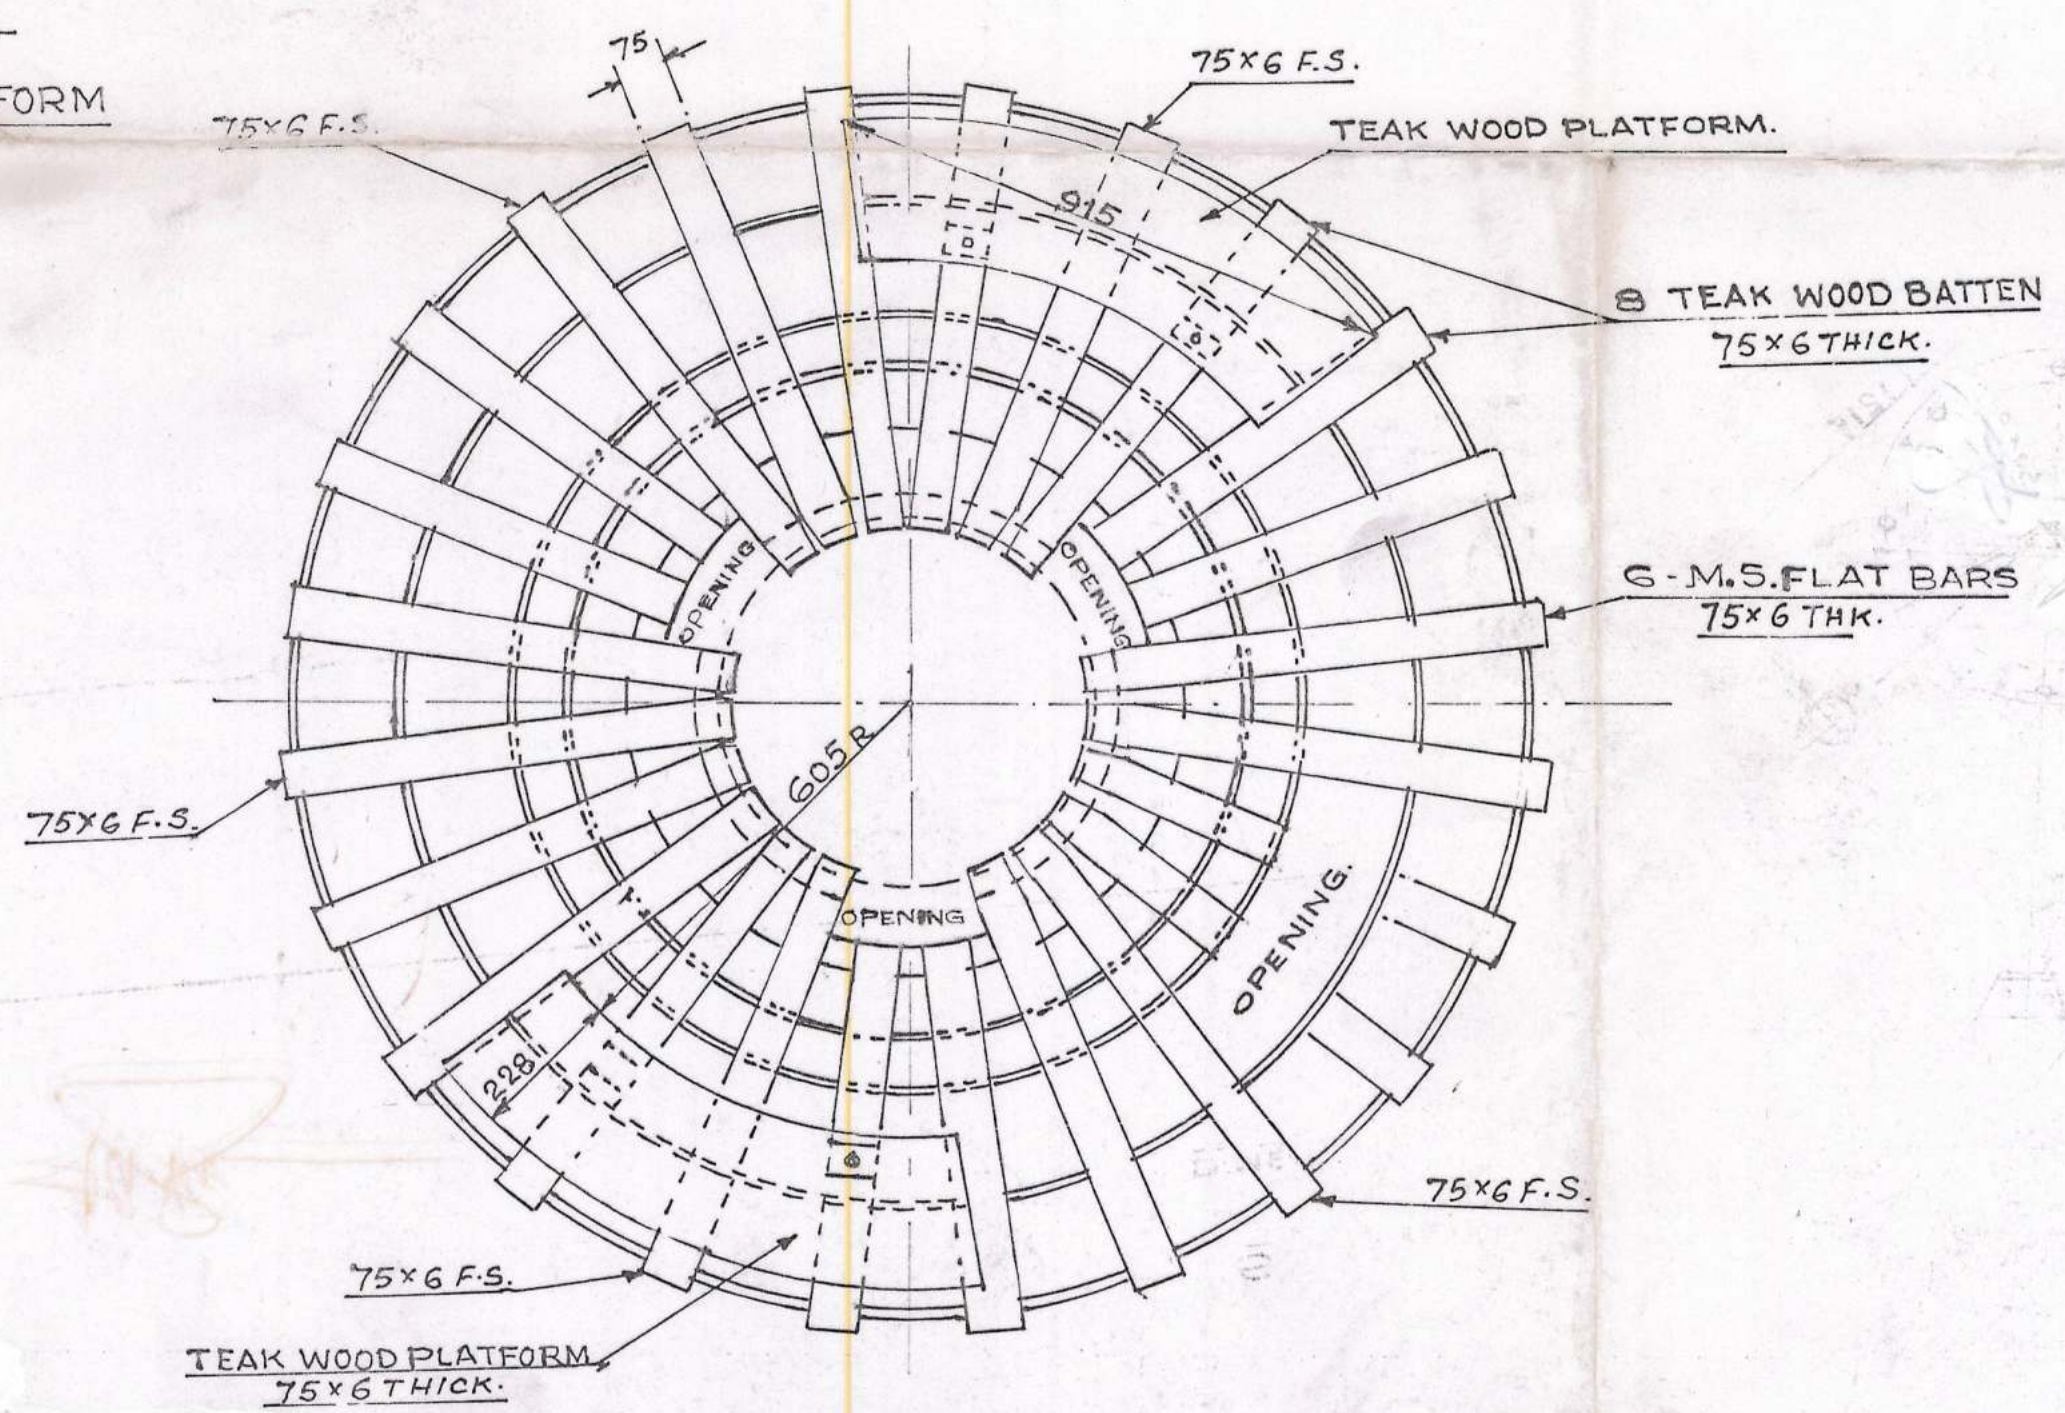 FORM
75
75×6 F.S.
75×6 F.S.
TEAK WOOD PLATFORM.
915
8 TEAK WOOD BATTEN
75×6 THICK.
6-M.S.FLAT BARS
75×6 THK.
OPENING
OPENING
605 R
75×6 F.S.
OPENING
OPENING.
228
75×6 F.S.
75×6 F.S.
TEAK WOOD PLATFORM
75×6 THICK.